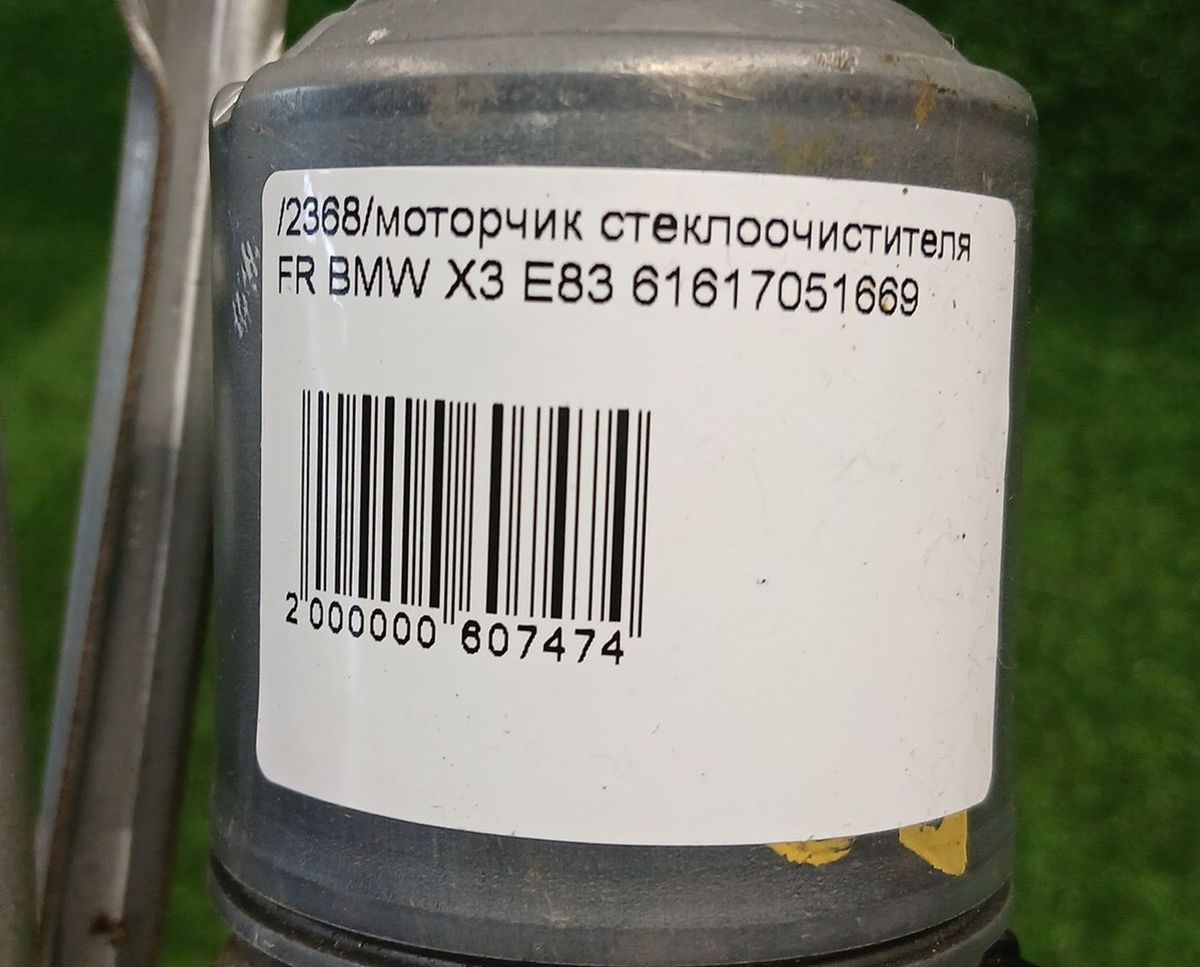 /2368/моторчик стеклоочистителя
FR BMW X3 E83 61617051669
2 000000 607474